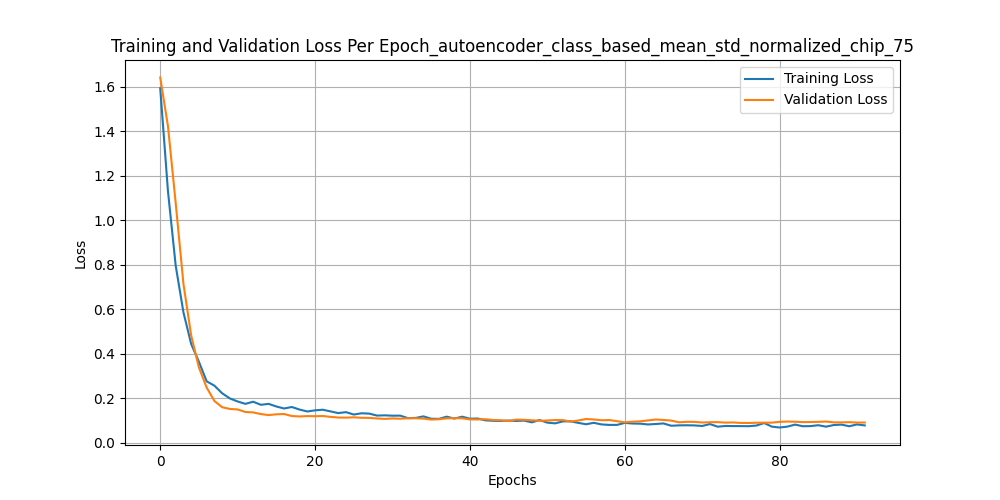 Training and Validation Loss Per Epoch_autoencoder_class_based_mean_std_normalized_chip_75
Training Loss
Validation Loss
1.6
1.4
1.2
1.0
0.8
0.6
0.4
0.2
0.0
Loss
0
20
40
60
80
Epochs